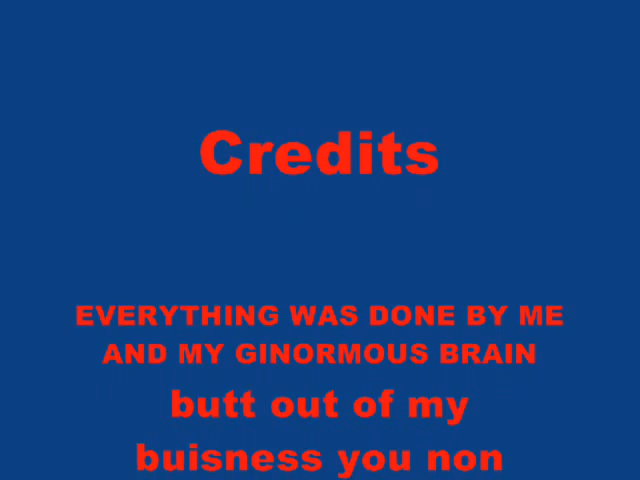 Credits
EVERYTHING WAS DONE BY ME
AND MY GINORMOUS BRAIN
butt out of my
buisness you non